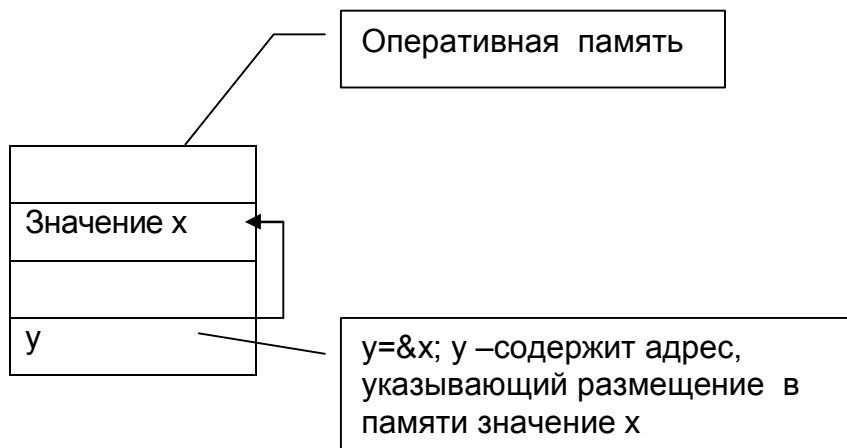 Оперативная память
Значение x
y
y=&x; y –содержит адрес,
указывающий размещение в
памяти значение x